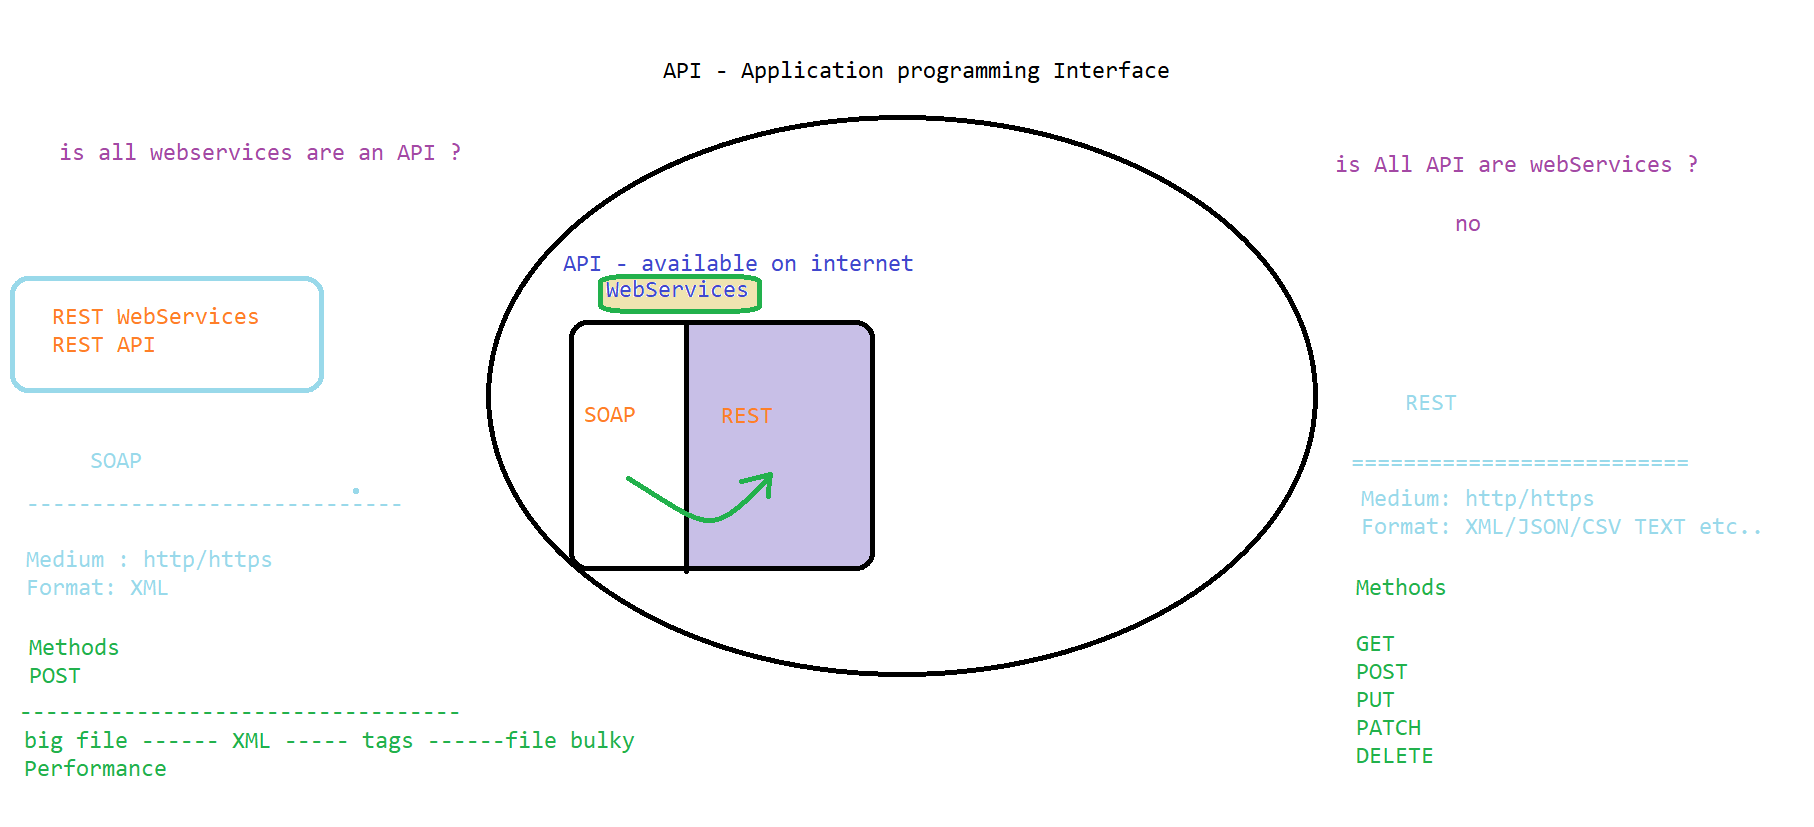 API - Application programming Interface
is all webservices are an API ?
is All API are webServices ?
no
API - available on internet
WebServices
REST WebServices
REST API
SOAP
REST
SOAP
----------------------------- 
Medium : http/https
Format: XML
Methods
POST
----------------------------------
big file ------ XML ----- tags ------file bulky
Performance
REST
==========================
Medium: http/https
Format: XML/JSON/CSV TEXT etc..
Methods
GET
POST
PUT
PATCH
DELETE